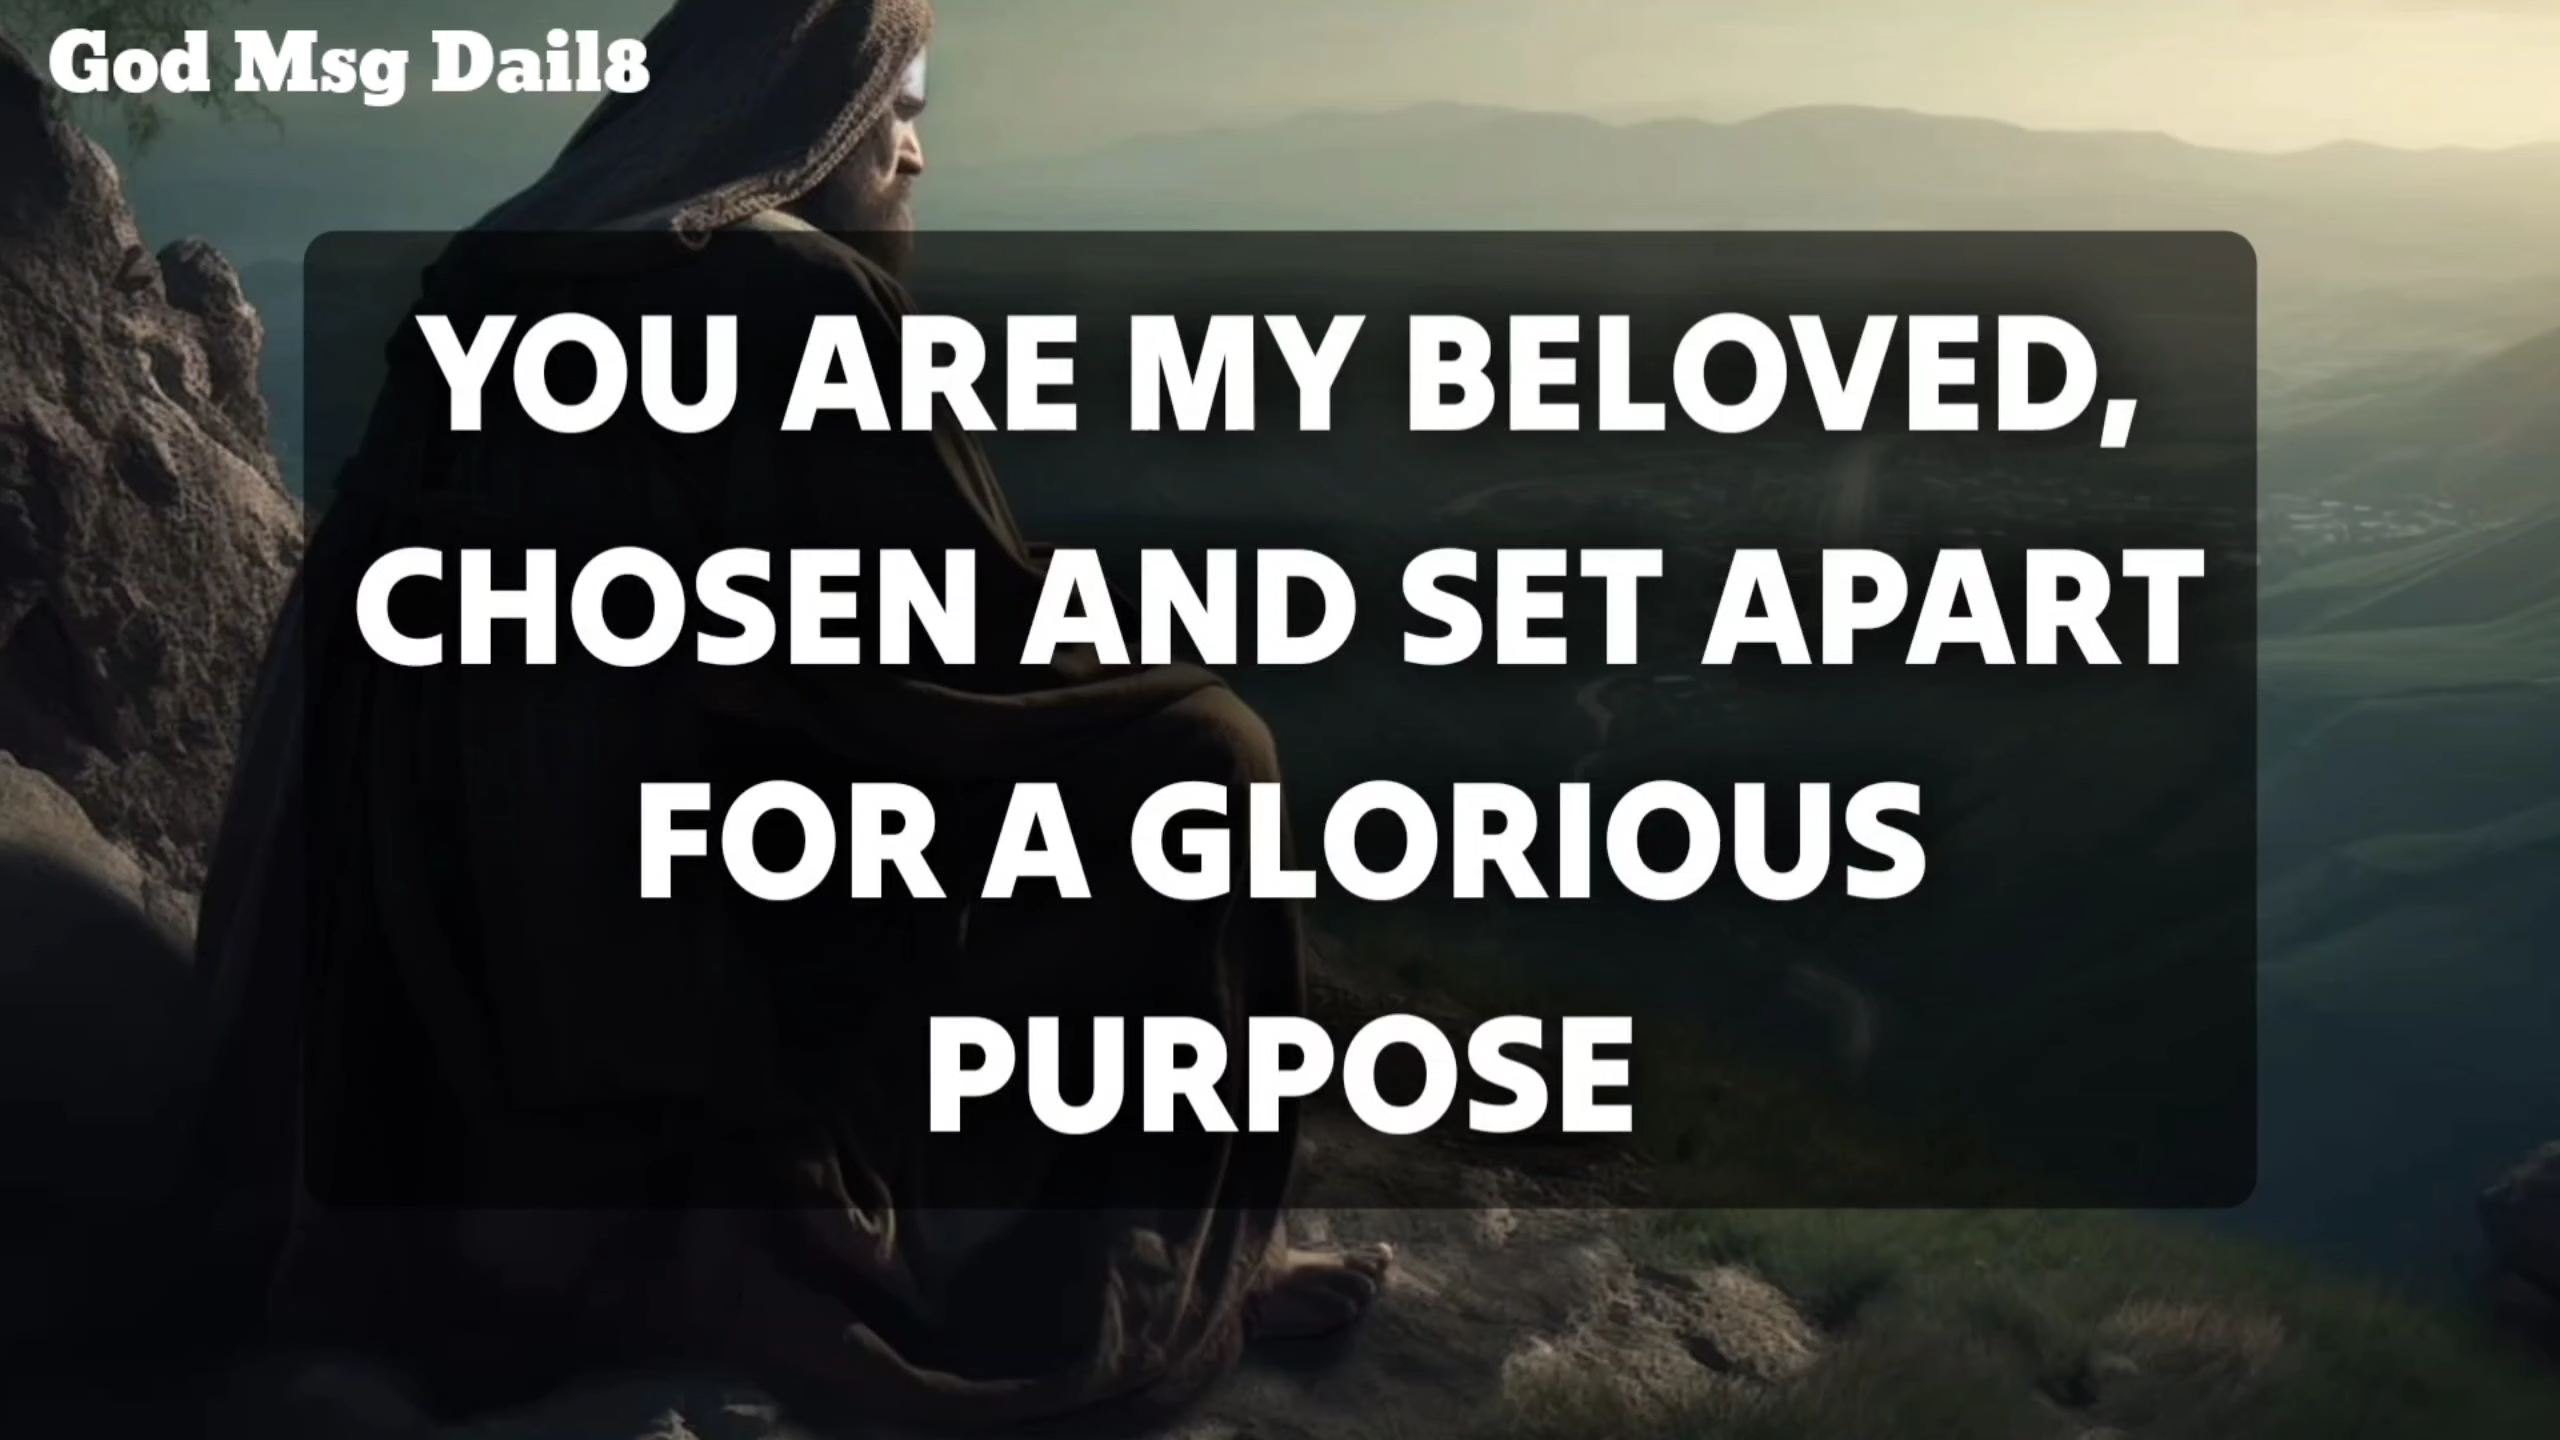 God Msg Dail8
YOU ARE MY BELOVED,
CHOSEN AND SET APART
FOR A GLORIOUS
PURPOSE